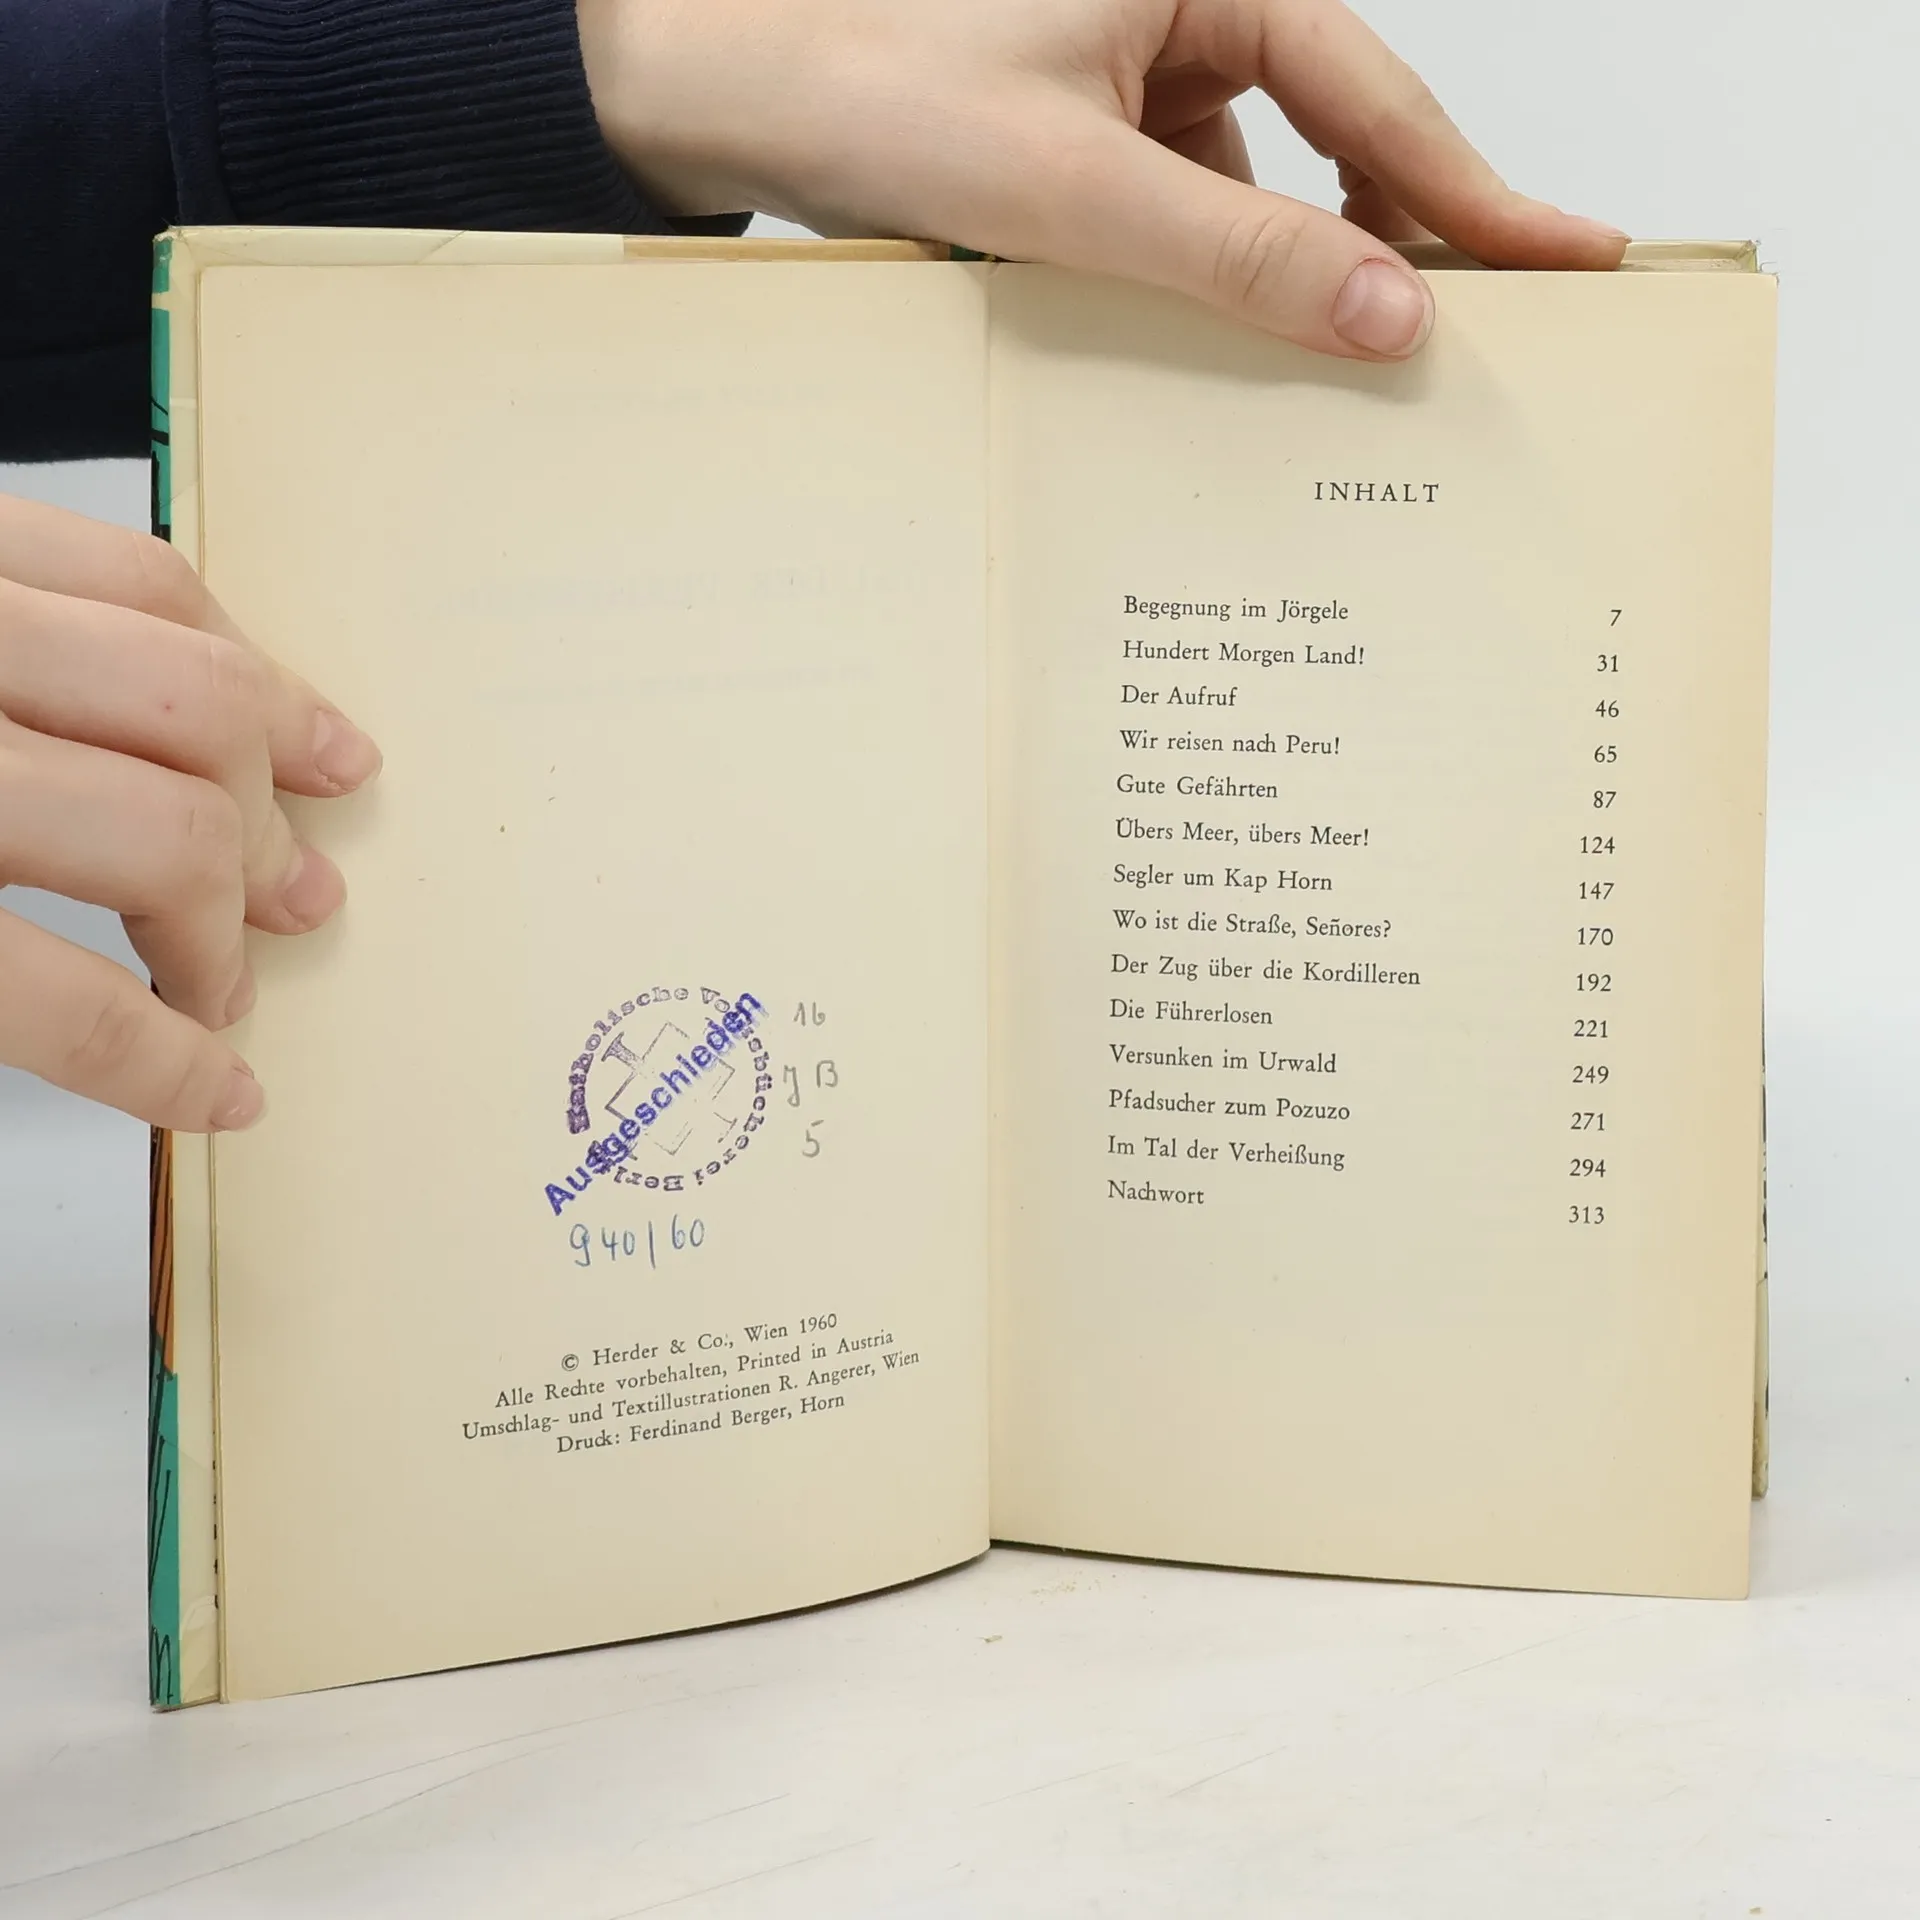 Katholische Volksbücherei Berl
Ausgeschieden
16
JB
5
940/60
© Herder & Co., Wien 1960
Alle Rechte vorbehalten, Printed in Austria
Umschlag- und Textillustrationen R. Angerer, Wien
Druck: Ferdinand Berger, Horn
INHALT
Begegnung im Jörgele 7
Hundert Morgen Land! 31
Der Aufruf 46
Wir reisen nach Peru! 65
Gute Gefährten 87
Übers Meer, übers Meer! 124
Segler um Kap Horn 147
Wo ist die Straße, Señores? 170
Der Zug über die Kordilleren 192
Die Führerlosen 221
Versunken im Urwald 249
Pfadsucher zum Pozuzo 271
Im Tal der Verheißung 294
Nachwort 313